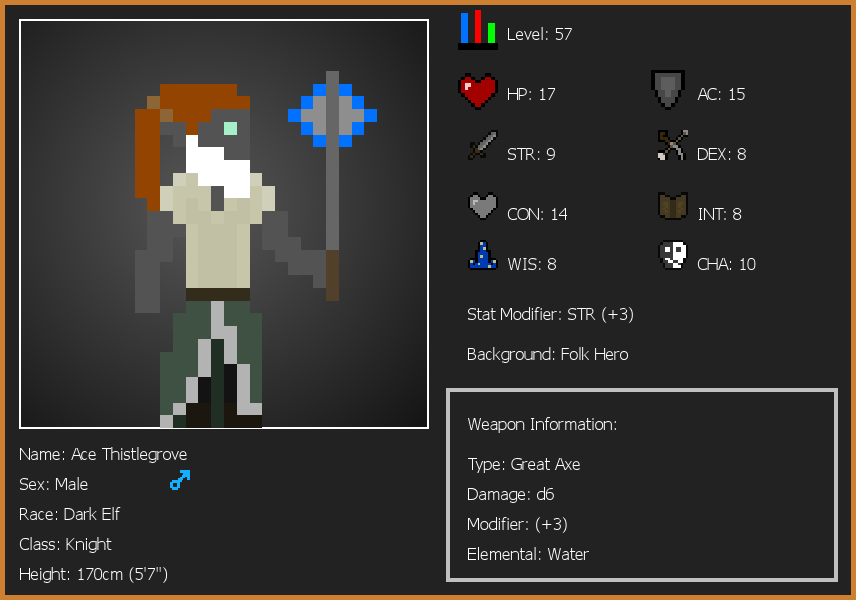 Level: 57
HP: 17
AC: 15
STR: 9
DEX: 8
CON: 14
INT: 8
WIS: 8
CHA: 10
Stat Modifier: STR (+3)
Background: Folk Hero
Weapon Information:
Type: Great Axe
Damage: d6
Modifier: (+3)
Elemental: Water
Name: Ace Thistlegrove
Sex: Male
Race: Dark Elf
Class: Knight
Height: 170cm (5'7")